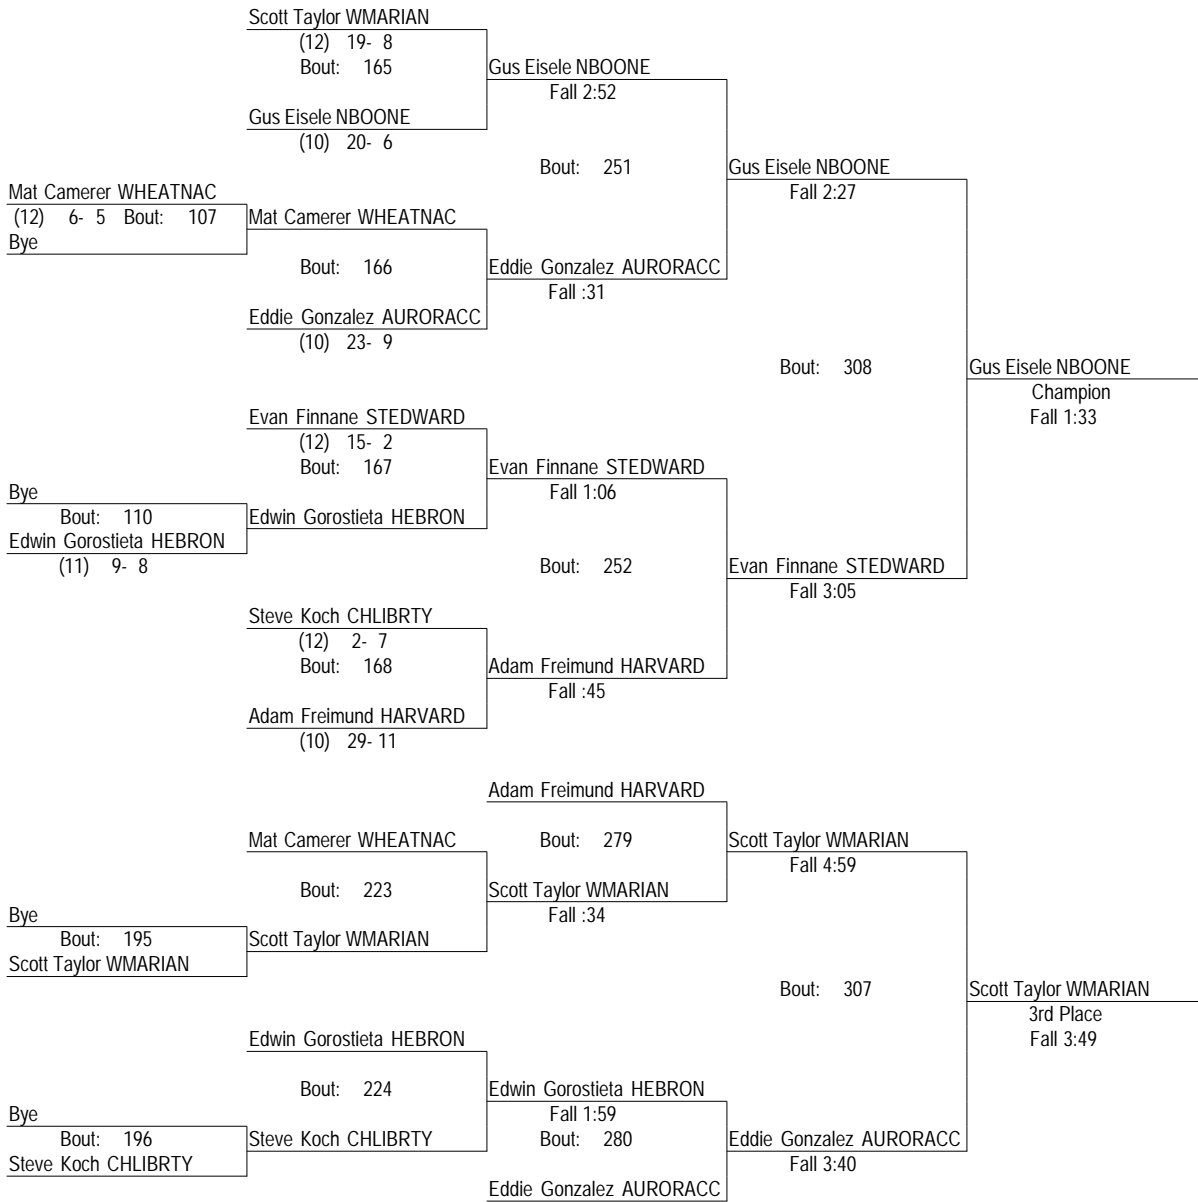 Scott Taylor WMARIAN
(12) 19- 8
Bout: 165
Gus Eisele NBOONE
Fall 2:52
Gus Eisele NBOONE
(10) 20- 6
Bout: 251
Gus Eisele NBOONE
Fall 2:27
Mat Camerer WHEATNAC
(12) 6- 5 Bout: 107
Bye
Mat Camerer WHEATNAC
Bout: 166
Eddie Gonzalez AURORACC
Fall :31
Eddie Gonzalez AURORACC
(10) 23- 9
Bout: 308
Gus Eisele NBOONE
Champion
Fall 1:33
Evan Finnane STEDWARD
(12) 15- 2
Bout: 167
Evan Finnane STEDWARD
Fall 1:06
Bye
Bout: 110
Edwin Gorostieta HEBRON
(11) 9- 8
Edwin Gorostieta HEBRON
Bout: 252
Evan Finnane STEDWARD
Fall 3:05
Steve Koch CHLIBRTY
(12) 2- 7
Bout: 168
Adam Freimund HARVARD
Fall :45
Adam Freimund HARVARD
(10) 29- 11
Adam Freimund HARVARD
Mat Camerer WHEATNAC
Bout: 279
Scott Taylor WMARIAN
Fall 4:59
Bout: 223
Scott Taylor WMARIAN
Fall :34
Bye
Bout: 195
Scott Taylor WMARIAN
Scott Taylor WMARIAN
Bout: 307
Scott Taylor WMARIAN
3rd Place
Fall 3:49
Edwin Gorostieta HEBRON
Bout: 224
Edwin Gorostieta HEBRON
Fall 1:59
Bye
Bout: 196
Steve Koch CHLIBRTY
Steve Koch CHLIBRTY
Bout: 280
Eddie Gonzalez AURORACC
Fall 3:40
Eddie Gonzalez AURORACC